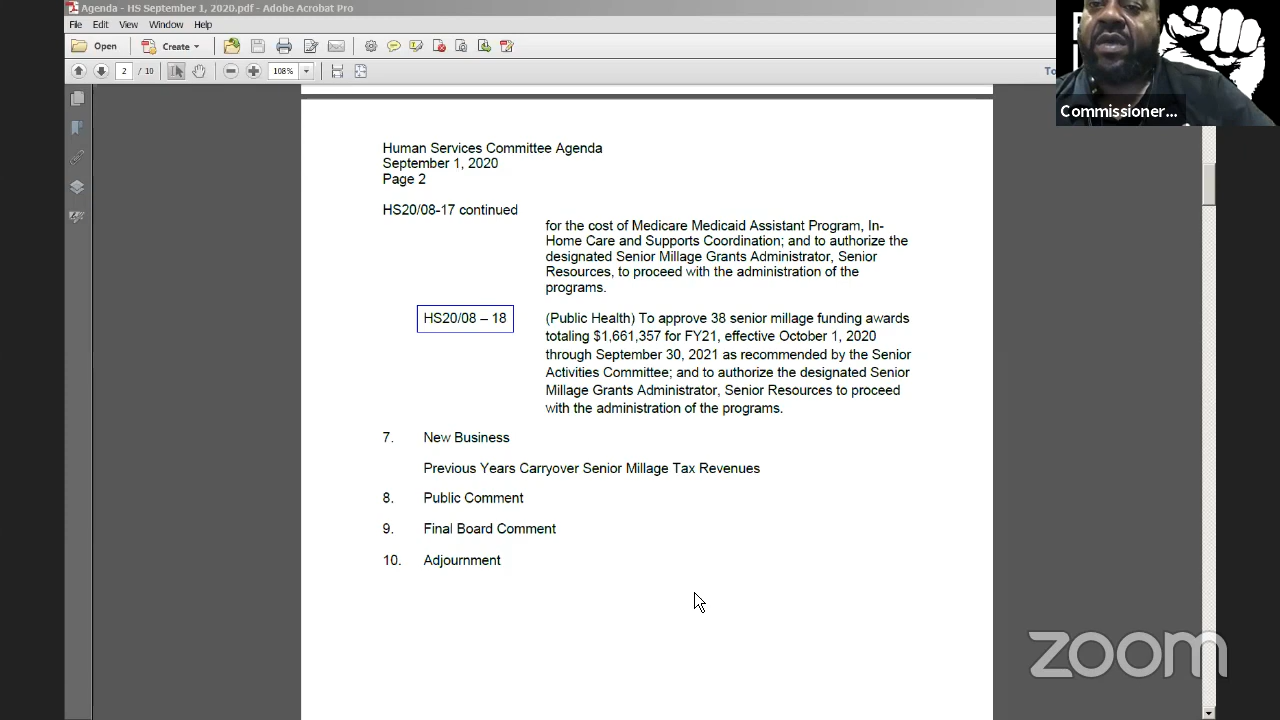 Agenda - HS September 1, 2020.pdf - Adobe Acrobat Pro
File Edit View Window Help
Open Create
2 / 10 108% To
Commissioner...
Human Services Committee Agenda
September 1, 2020
Page 2
HS20/08-17 continued
for the cost of Medicare Medicaid Assistant Program, In-
Home Care and Supports Coordination; and to authorize the
designated Senior Millage Grants Administrator, Senior
Resources, to proceed with the administration of the
programs.
HS20/08 – 18 (Public Health) To approve 38 senior millage funding awards
totaling $1,661,357 for FY21, effective October 1, 2020
through September 30, 2021 as recommended by the Senior
Activities Committee; and to authorize the designated Senior
Millage Grants Administrator, Senior Resources to proceed
with the administration of the programs.
7. New Business
Previous Years Carryover Senior Millage Tax Revenues
8. Public Comment
9. Final Board Comment
10. Adjournment
zoom